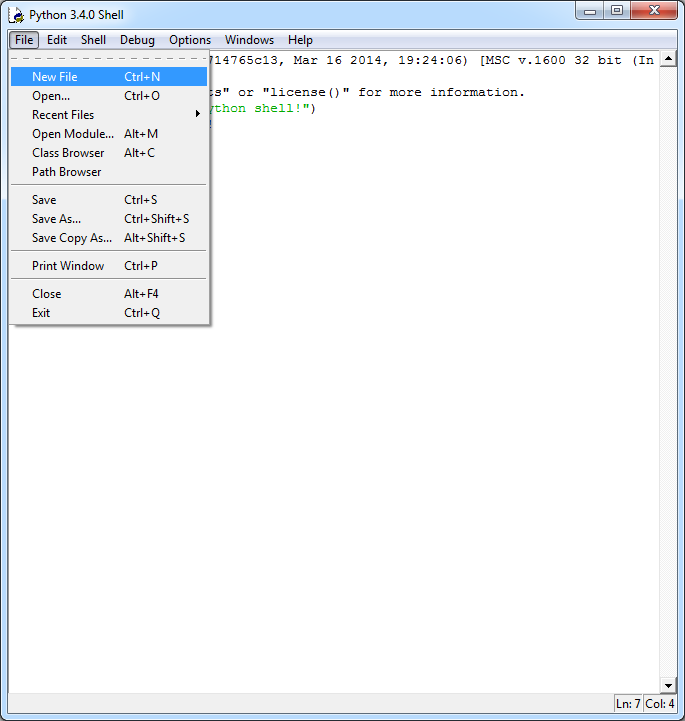 Python 3.4.0 Shell
File Edit Shell Debug Options Windows Help
714765c13, Mar 16 2014, 19:24:06) [MSC v.1600 32 bit (In
New File Ctrl+N
ts" or "license()" for more information.
Open... Ctrl+O
ython shell!")
Recent Files
!
Open Module... Alt+M
Class Browser Alt+C
Path Browser
Save Ctrl+S
Save As... Ctrl+Shift+S
Save Copy As... Alt+Shift+S
Print Window Ctrl+P
Close Alt+F4
Exit Ctrl+Q
Ln: 7 Col: 4